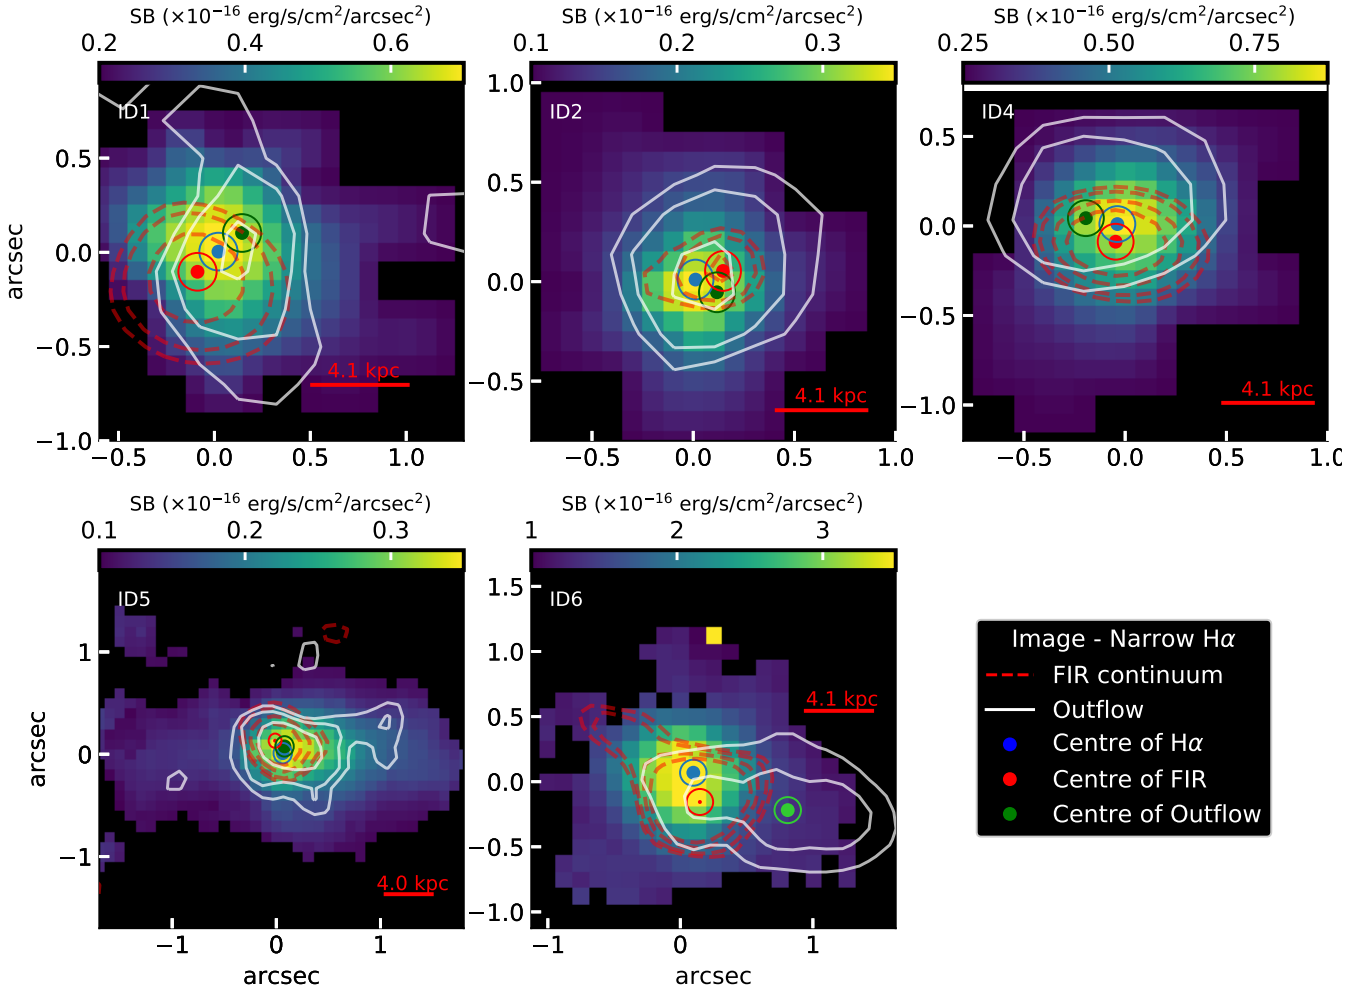 SB (×10⁻¹⁶ erg/s/cm²/arcsec²) SB (×10⁻¹⁶ erg/s/cm²/arcsec²) SB (×10⁻¹⁶ erg/s/cm²/arcsec²)
0.2 0.4 0.6 0.1 0.2 0.3 0.25 0.50 0.75
ID1 ID2 ID4
1.0
0.5 0.5 0.5
0.0 0.0 0.0
−0.5 −0.5 −0.5
−1.0 −1.0
arcsec
4.1 kpc 4.1 kpc 4.1 kpc
−0.5 0.0 0.5 1.0 −0.5 0.0 0.5 1.0 −0.5 0.0 0.5 1.0
SB (×10⁻¹⁶ erg/s/cm²/arcsec²) SB (×10⁻¹⁶ erg/s/cm²/arcsec²)
0.1 0.2 0.3 1 2 3
ID5 ID6
1 0 −1
1.5 1.0 0.5 0.0 −0.5 −1.0
arcsec
4.0 kpc 4.1 kpc
−1 0 1 −1 0 1
arcsec arcsec
Image - Narrow Hα
FIR continuum
Outflow
Centre of Hα
Centre of FIR
Centre of Outflow